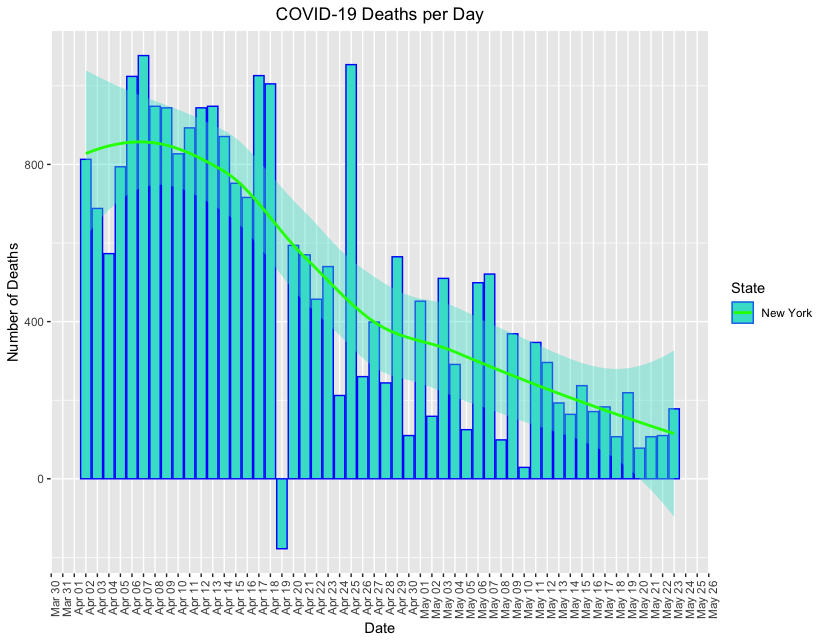 COVID-19 Deaths per Day
Number of Deaths
800
400
0
Mar 30
Mar 31
Apr 01
Apr 02
Apr 03
Apr 04
Apr 05
Apr 06
Apr 07
Apr 08
Apr 09
Apr 10
Apr 11
Apr 12
Apr 13
Apr 14
Apr 15
Apr 16
Apr 17
Apr 18
Apr 19
Apr 20
Apr 21
Apr 22
Apr 23
Apr 24
Apr 25
Apr 26
Apr 27
Apr 28
Apr 29
Apr 30
May 01
May 02
May 03
May 04
May 05
May 06
May 07
May 08
May 09
May 10
May 11
May 12
May 13
May 14
May 15
May 16
May 17
May 18
May 19
May 20
May 21
May 22
May 23
May 24
May 25
May 26
Date
State
New York